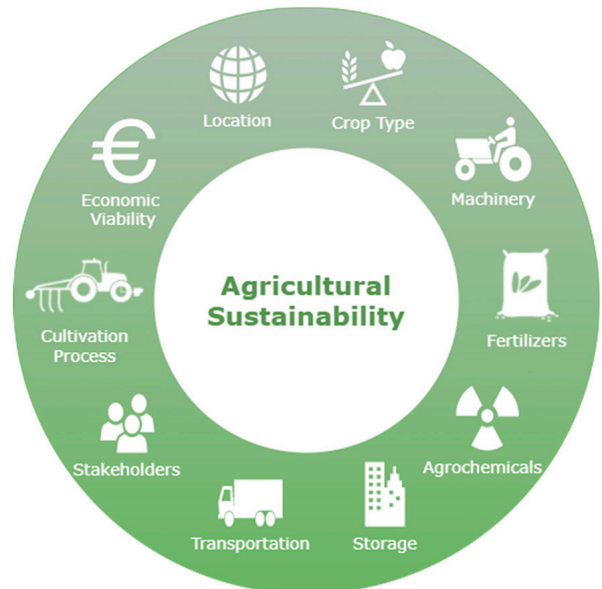 Agricultural
Sustainability
Location
Crop Type
Machinery
Fertilizers
Agrochemicals
Storage
Transportation
Stakeholders
Cultivation
Process
€
Economic
Viability